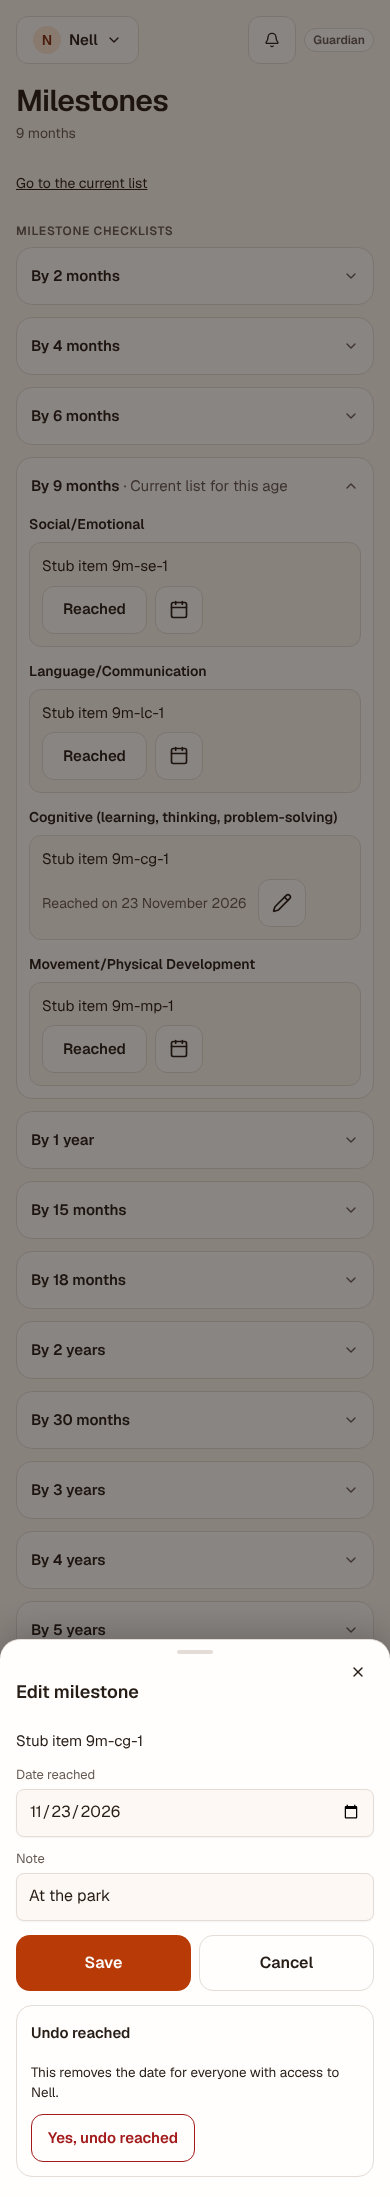 N Nell Guardian
Milestones
9 months
Go to the current list
MILESTONE CHECKLISTS
By 2 months
By 4 months
By 6 months
By 9 months · Current list for this age
Social/Emotional
Stub item 9m-se-1
Reached
Language/Communication
Stub item 9m-lc-1
Reached
Cognitive (learning, thinking, problem-solving)
Stub item 9m-cg-1
Reached on 23 November 2026
Movement/Physical Development
Stub item 9m-mp-1
Reached
By 1 year
By 15 months
By 18 months
By 2 years
By 30 months
By 3 years
By 4 years
By 5 years
Edit milestone
Stub item 9m-cg-1
Date reached
11/23/2026
Note
At the park
Save Cancel
Undo reached
This removes the date for everyone with access to
Nell.
Yes, undo reached